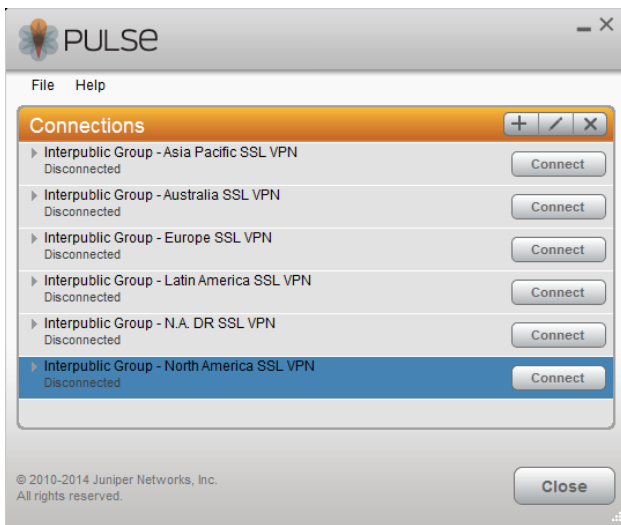 PULSE
File Help
Connections
Interpublic Group - Asia Pacific SSL VPN
Disconnected
Connect
Interpublic Group - Australia SSL VPN
Disconnected
Connect
Interpublic Group - Europe SSL VPN
Disconnected
Connect
Interpublic Group - Latin America SSL VPN
Disconnected
Connect
Interpublic Group - N.A. DR SSL VPN
Disconnected
Connect
Interpublic Group - North America SSL VPN
Disconnected
Connect
© 2010-2014 Juniper Networks, Inc.
All rights reserved.
Close